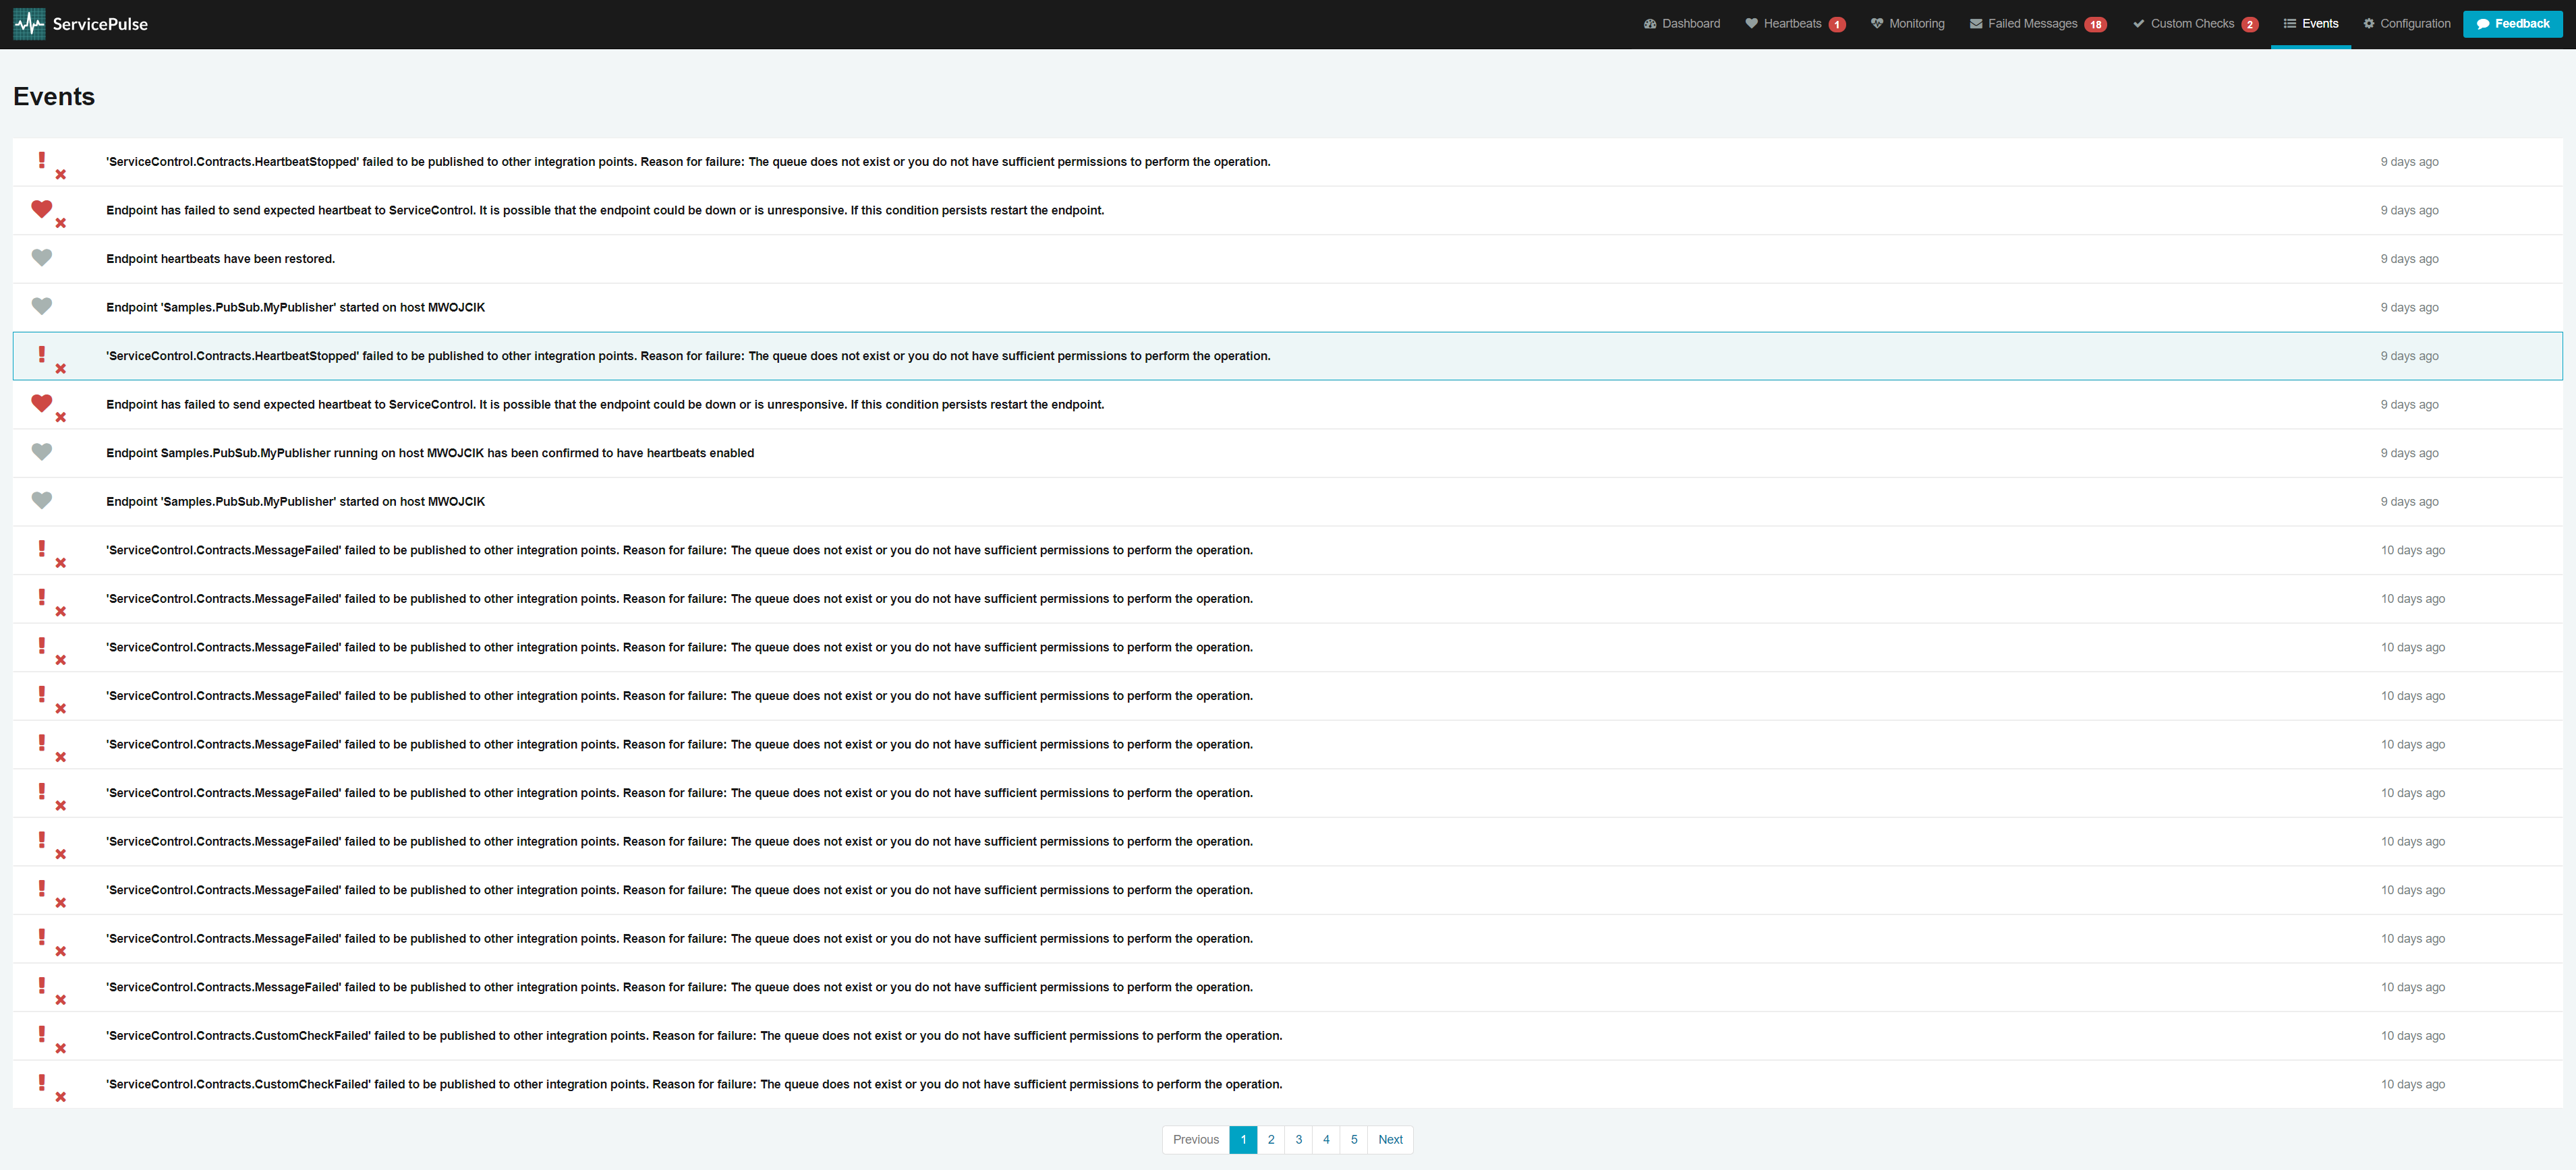 ServicePulse
Dashboard Heartbeats 1 Monitoring Failed Messages 18 Custom Checks 2 Events Configuration Feedback
Events
'ServiceControl.Contracts.HeartbeatStopped' failed to be published to other integration points. Reason for failure: The queue does not exist or you do not have sufficient permissions to perform the operation. 9 days ago
Endpoint has failed to send expected heartbeat to ServiceControl. It is possible that the endpoint could be down or is unresponsive. If this condition persists restart the endpoint. 9 days ago
Endpoint heartbeats have been restored. 9 days ago
Endpoint 'Samples.PubSub.MyPublisher' started on host MWOJCIK 9 days ago
'ServiceControl.Contracts.HeartbeatStopped' failed to be published to other integration points. Reason for failure: The queue does not exist or you do not have sufficient permissions to perform the operation. 9 days ago
Endpoint has failed to send expected heartbeat to ServiceControl. It is possible that the endpoint could be down or is unresponsive. If this condition persists restart the endpoint. 9 days ago
Endpoint Samples.PubSub.MyPublisher running on host MWOJCIK has been confirmed to have heartbeats enabled 9 days ago
Endpoint 'Samples.PubSub.MyPublisher' started on host MWOJCIK 9 days ago
'ServiceControl.Contracts.MessageFailed' failed to be published to other integration points. Reason for failure: The queue does not exist or you do not have sufficient permissions to perform the operation. 10 days ago
'ServiceControl.Contracts.MessageFailed' failed to be published to other integration points. Reason for failure: The queue does not exist or you do not have sufficient permissions to perform the operation. 10 days ago
'ServiceControl.Contracts.MessageFailed' failed to be published to other integration points. Reason for failure: The queue does not exist or you do not have sufficient permissions to perform the operation. 10 days ago
'ServiceControl.Contracts.MessageFailed' failed to be published to other integration points. Reason for failure: The queue does not exist or you do not have sufficient permissions to perform the operation. 10 days ago
'ServiceControl.Contracts.MessageFailed' failed to be published to other integration points. Reason for failure: The queue does not exist or you do not have sufficient permissions to perform the operation. 10 days ago
'ServiceControl.Contracts.MessageFailed' failed to be published to other integration points. Reason for failure: The queue does not exist or you do not have sufficient permissions to perform the operation. 10 days ago
'ServiceControl.Contracts.MessageFailed' failed to be published to other integration points. Reason for failure: The queue does not exist or you do not have sufficient permissions to perform the operation. 10 days ago
'ServiceControl.Contracts.MessageFailed' failed to be published to other integration points. Reason for failure: The queue does not exist or you do not have sufficient permissions to perform the operation. 10 days ago
'ServiceControl.Contracts.MessageFailed' failed to be published to other integration points. Reason for failure: The queue does not exist or you do not have sufficient permissions to perform the operation. 10 days ago
'ServiceControl.Contracts.MessageFailed' failed to be published to other integration points. Reason for failure: The queue does not exist or you do not have sufficient permissions to perform the operation. 10 days ago
'ServiceControl.Contracts.CustomCheckFailed' failed to be published to other integration points. Reason for failure: The queue does not exist or you do not have sufficient permissions to perform the operation. 10 days ago
'ServiceControl.Contracts.CustomCheckFailed' failed to be published to other integration points. Reason for failure: The queue does not exist or you do not have sufficient permissions to perform the operation. 10 days ago
Previous 1 2 3 4 5 Next